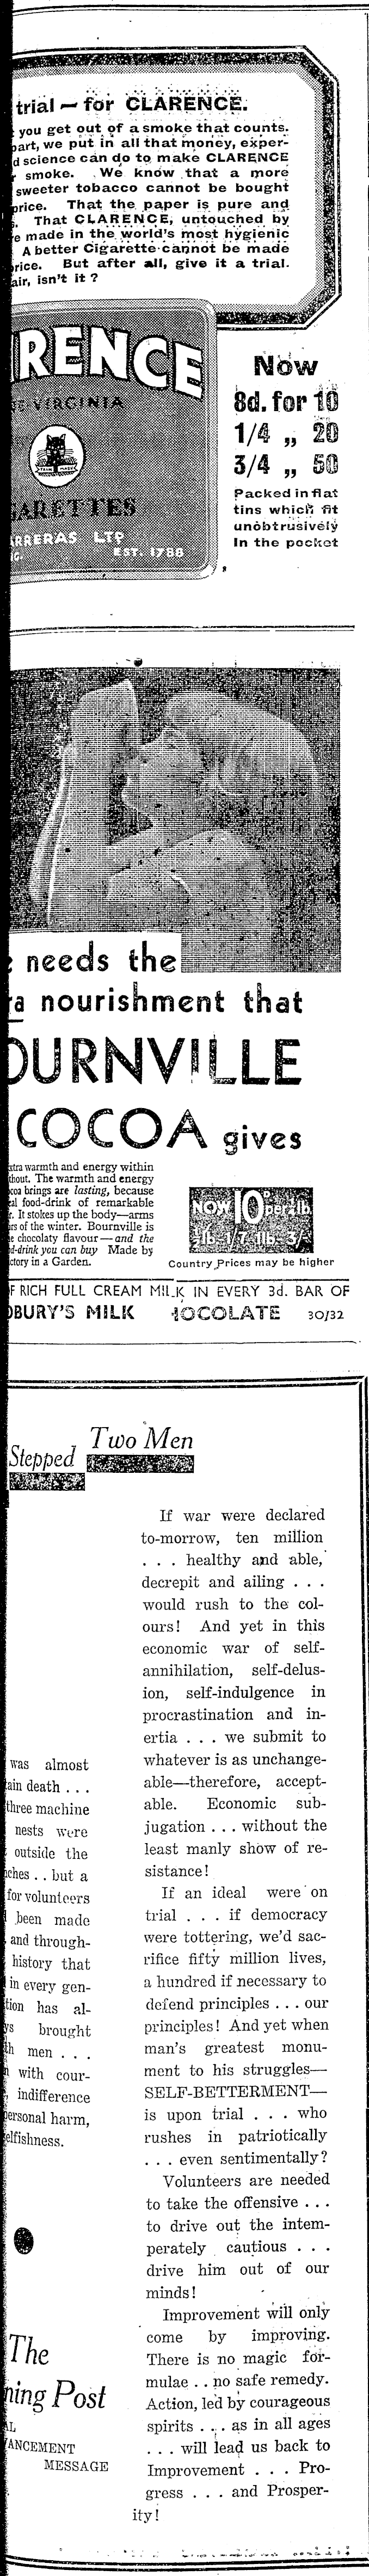 trial — for CLARENCE.
you get out of a smoke that counts.
part, we put in all that money, exper-
d science can do to make CLARENCE
smoke. We know that a more
sweeter tobacco cannot be bought
price. That the paper is pure and
That CLARENCE, untouched by
e made in the world's most hygienic
A better Cigarette cannot be made
price. But after all, give it a trial.
air, isn't it?
RENCE
VIRGINIA
GARETTES
ARRERAS LTD
EST. 1788
Now
8d. for 10
1/4 ,, 20
3/4 ,, 50
Packed in flat
tins which fit
unobtrusively
In the pocket
needs the
ra nourishment that
OURNVILLE
COCOA gives
xtra warmth and energy within
thout. The warmth and energy
ocoa brings are lasting, because
al food-drink of remarkable
r. It stokes up the body—arms
rs of the winter. Bournville is
e chocolaty flavour—and the
d-drink you can buy Made by
ctory in a Garden.
NOW 10D per ¼lb.
½lb. 1/7 1lb. 3/-
Country Prices may be higher
F RICH FULL CREAM MILK IN EVERY 3d. BAR OF
DBURY'S MILK HOCOLATE 30/32
Stepped
Two Men
was almost
tain death . . .
three machine
nests were
outside the
ches . . but a
for volunteers
been made
and through-
history that
in every gen-
tion has al-
ys brought
th men . . .
with cour-
indifference
personal harm,
elfishness.
The
ning Post
AL
VANCEMENT
MESSAGE
If war were declared
to-morrow, ten million
. . . healthy and able,
decrepit and ailing . . .
would rush to the col-
ours! And yet in this
economic war of self-
annihilation, self-delus-
ion, self-indulgence in
procrastination and in-
ertia . . . we submit to
whatever is as unchange-
able—therefore, accept-
able. Economic sub-
jugation . . . without the
least manly show of re-
sistance!
If an ideal were on
trial . . . if democracy
were tottering, we'd sac-
rifice fifty million lives,
a hundred if necessary to
defend principles . . . our
principles! And yet when
man's greatest monu-
ment to his struggles—
SELF-BETTERMENT—
is upon trial . . . who
rushes in patriotically
. . . even sentimentally?
Volunteers are needed
to take the offensive . . .
to drive out the intem-
perately cautious . . .
drive him out of our
minds!
Improvement will only
come by improving.
There is no magic for-
mulae . . no safe remedy.
Action, led by courageous
spirits . . . as in all ages
. . . will lead us back to
Improvement . . . Pro-
gress . . . and Prosper-
ity!